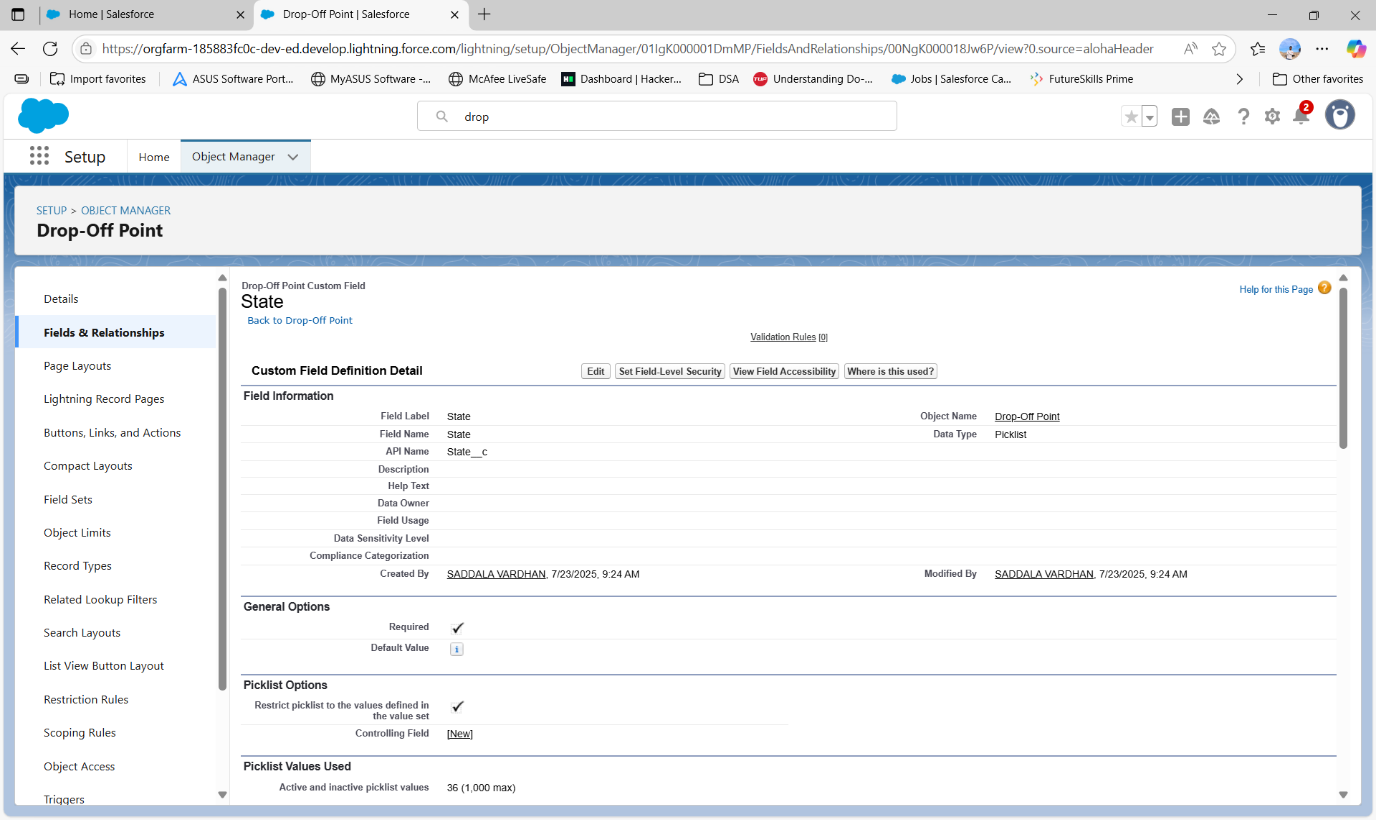 Home | Salesforce
Drop-Off Point | Salesforce
https://orgfarm-185883fc0c-dev-ed.develop.lightning.force.com/lightning/setup/ObjectManager/01IgK000001DmMP/FieldsAndRelationships/00NgK000018Jw6P/view?0.source=alohaHeader
Import favorites
ASUS Software Port...
MyASUS Software -...
McAfee LiveSafe
Dashboard | Hacker...
DSA
Understanding Do-...
Jobs | Salesforce Ca...
FutureSkills Prime
Other favorites
drop
2
Setup
Home
Object Manager
SETUP > OBJECT MANAGER
Drop-Off Point
Details
Fields & Relationships
Page Layouts
Lightning Record Pages
Buttons, Links, and Actions
Compact Layouts
Field Sets
Object Limits
Record Types
Related Lookup Filters
Search Layouts
List View Button Layout
Restriction Rules
Scoping Rules
Object Access
Triggers
Drop-Off Point Custom Field
State
Back to Drop-Off Point
Help for this Page
Validation Rules [0]
Custom Field Definition Detail
Edit
Set Field-Level Security
View Field Accessibility
Where is this used?
Field Information
Field Label State
Object Name Drop-Off Point
Field Name State
Data Type Picklist
API Name State__c
Description
Help Text
Data Owner
Field Usage
Data Sensitivity Level
Compliance Categorization
Created By SADDALA VARDHAN, 7/23/2025, 9:24 AM
Modified By SADDALA VARDHAN, 7/23/2025, 9:24 AM
General Options
Required
Default Value
Picklist Options
Restrict picklist to the values defined in
the value set
Controlling Field [New]
Picklist Values Used
Active and inactive picklist values 36 (1,000 max)